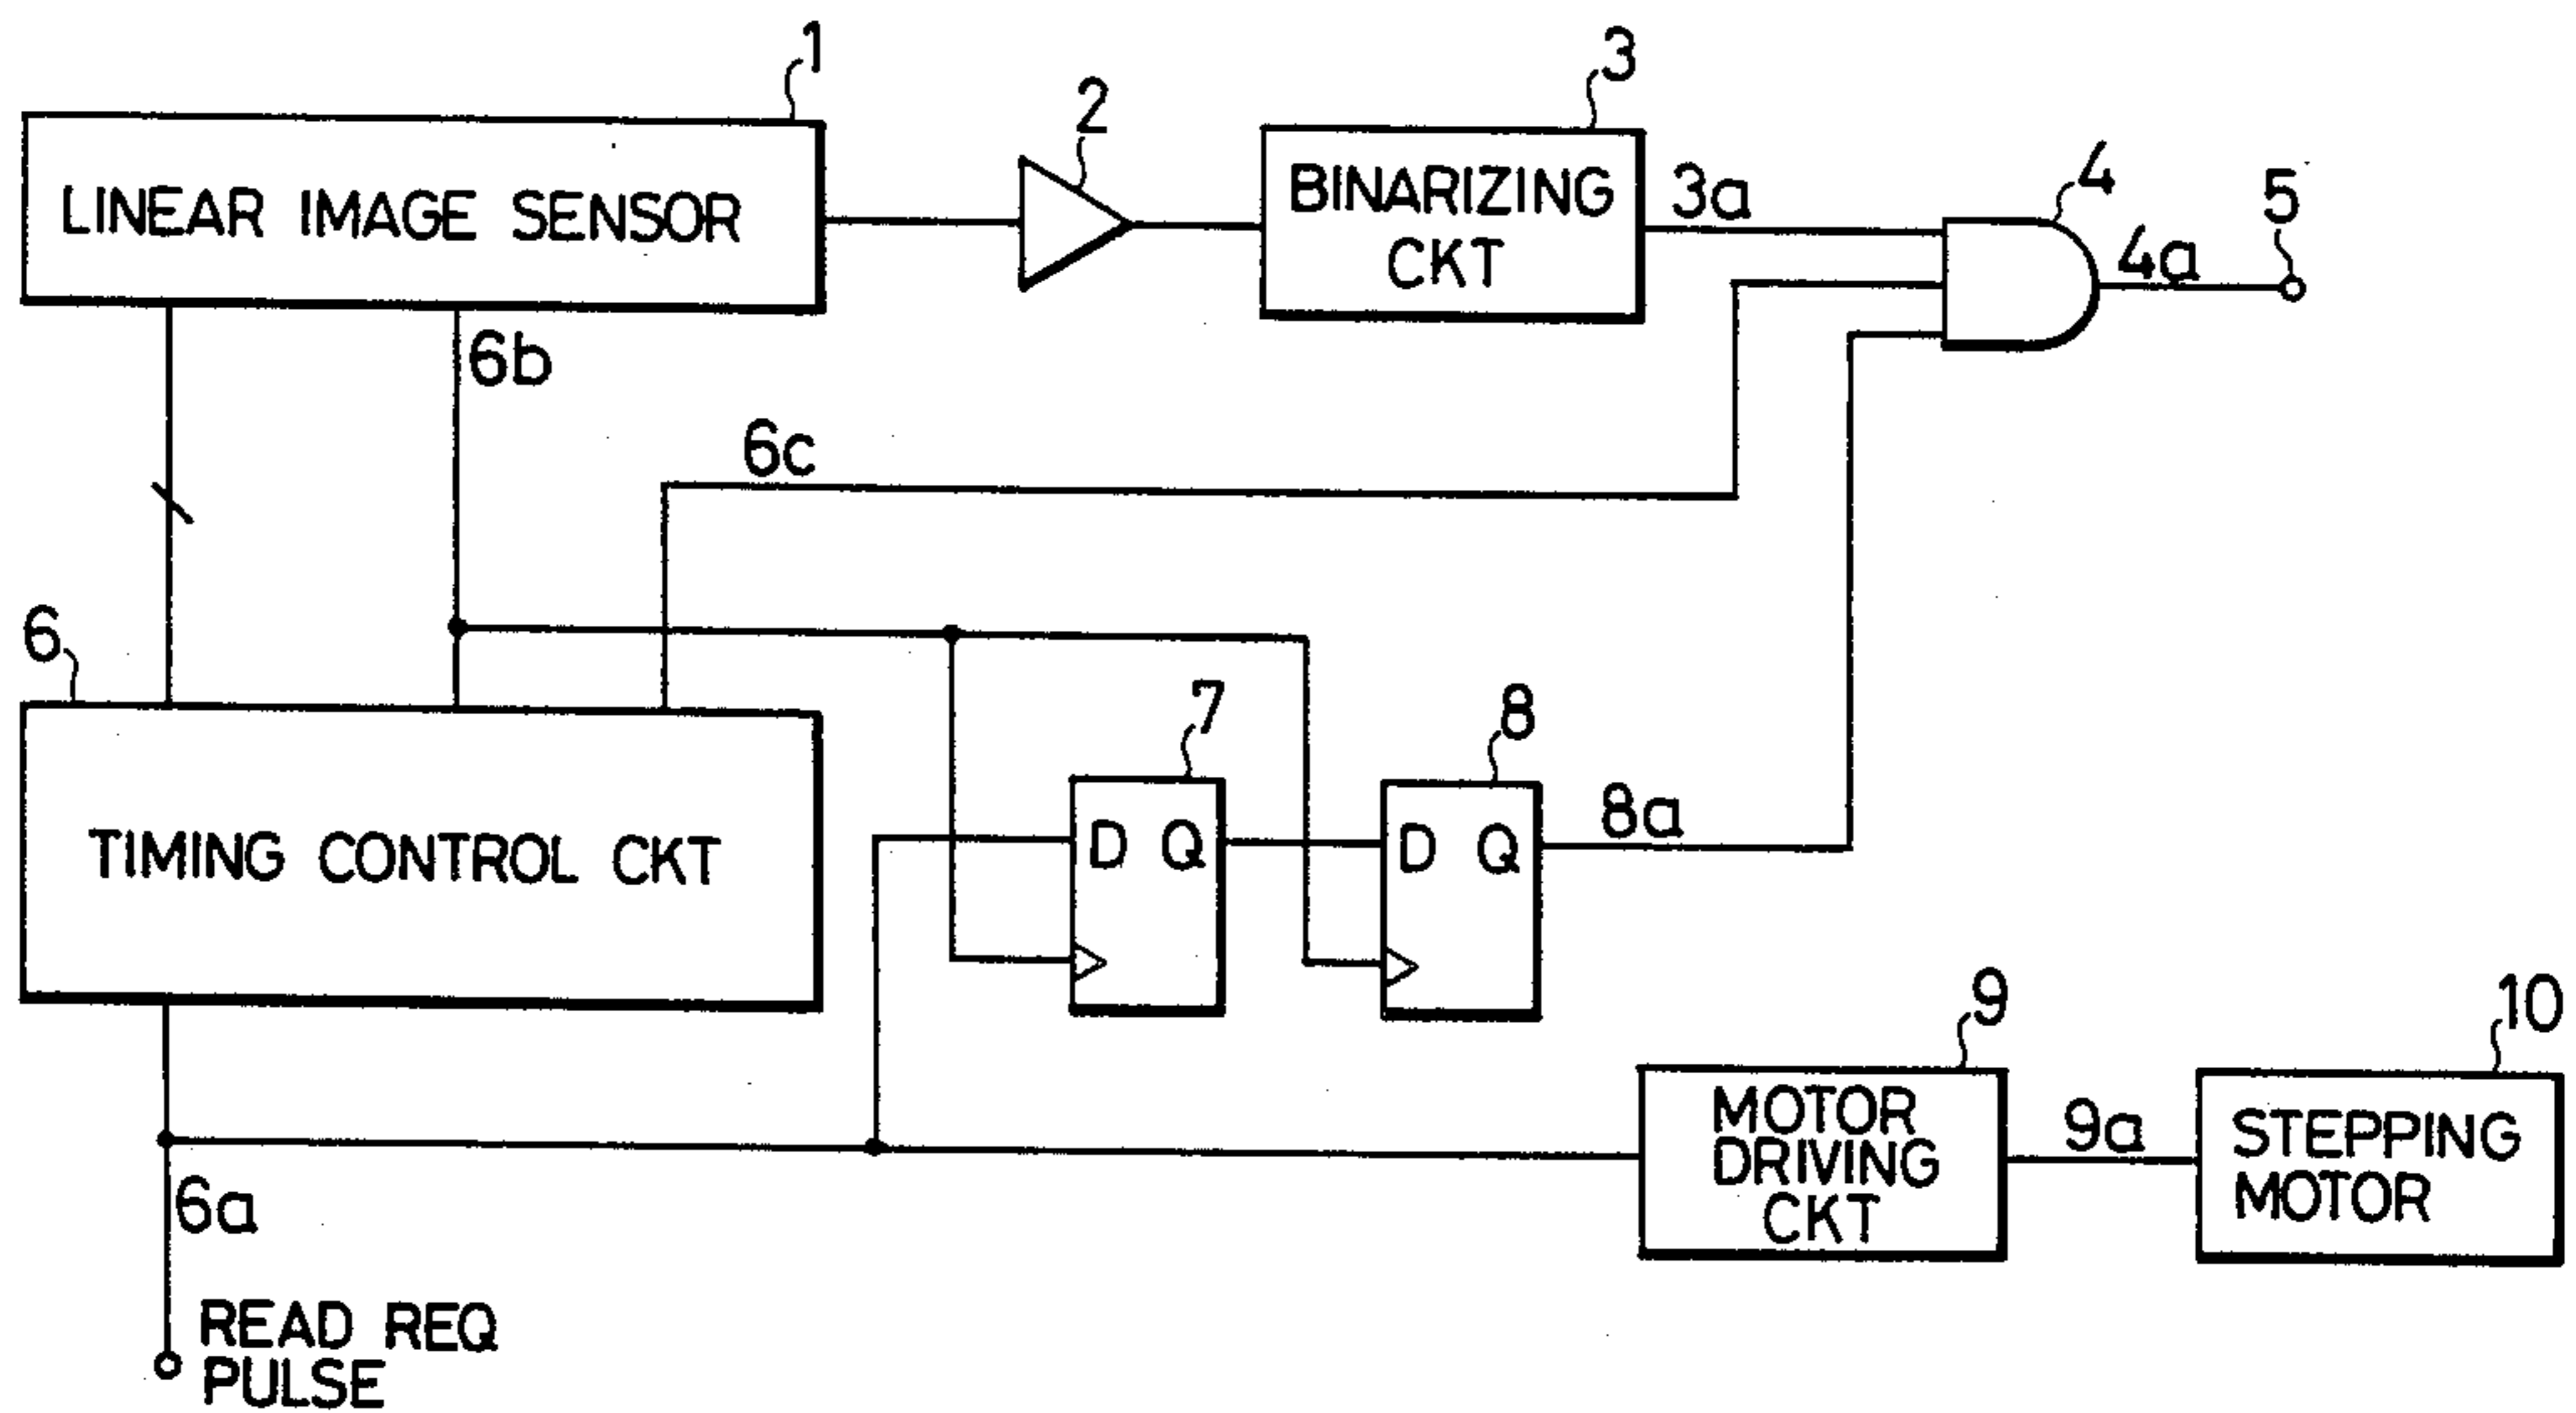 1
2
3
LINEAR IMAGE SENSOR
BINARIZING
CKT
3a
4
4a
5
6b
6c
6
TIMING CONTROL CKT
7
D Q
8
D Q
8a
9
MOTOR
DRIVING
CKT
9a
10
STEPPING
MOTOR
6a
READ REQ
PULSE